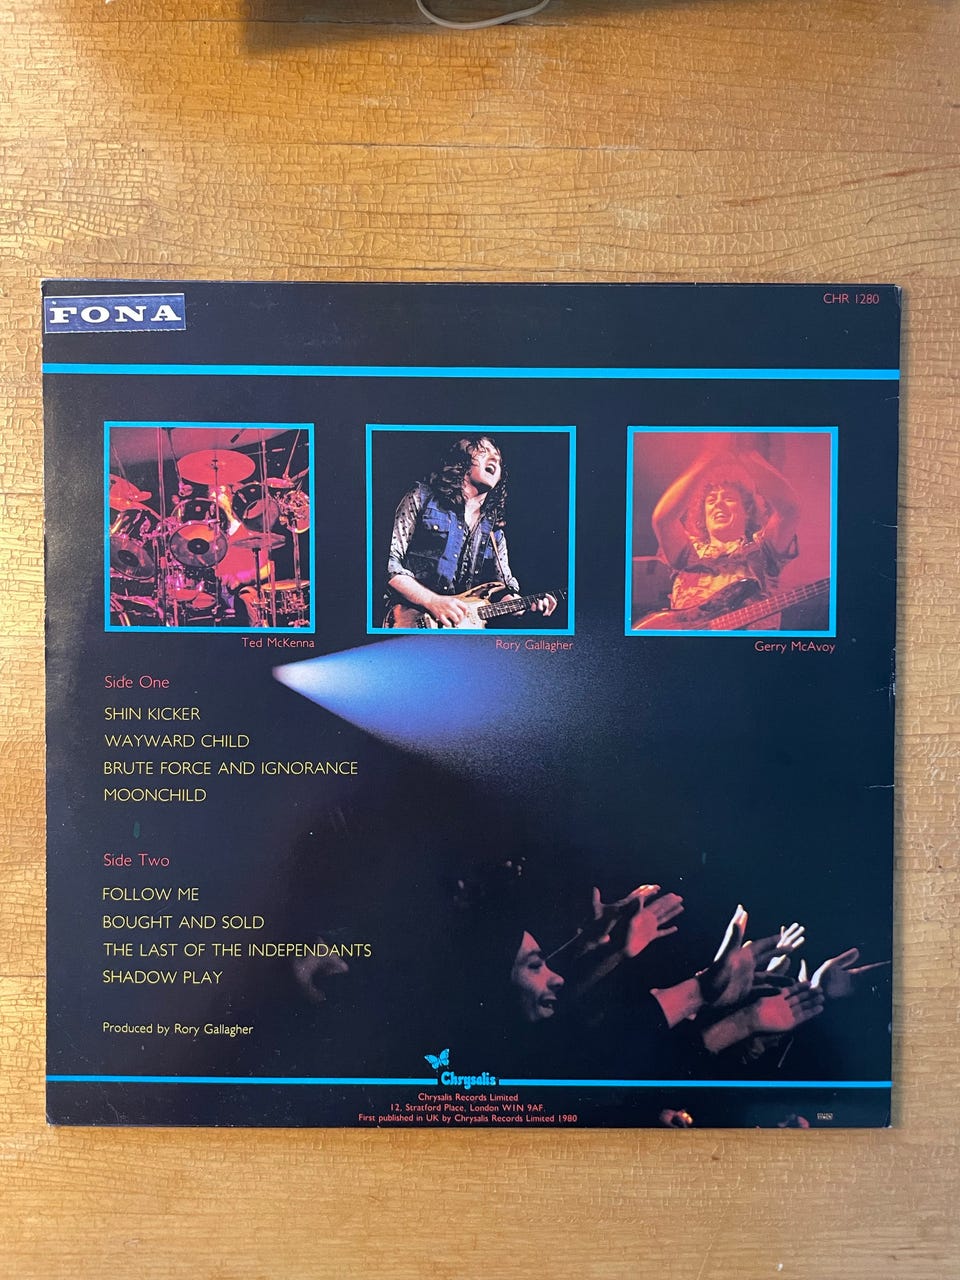 FONA
CHR 1280
Ted McKenna
Rory Gallagher
Gerry McAvoy
Side One
SHIN KICKER
WAYWARD CHILD
BRUTE FORCE AND IGNORANCE
MOONCHILD
Side Two
FOLLOW ME
BOUGHT AND SOLD
THE LAST OF THE INDEPENDANTS
SHADOW PLAY
Produced by Rory Gallagher
Chrysalis
Chrysalis Records Limited
12, Stratford Place, London W1N 9AF.
First published in UK by Chrysalis Records Limited 1980